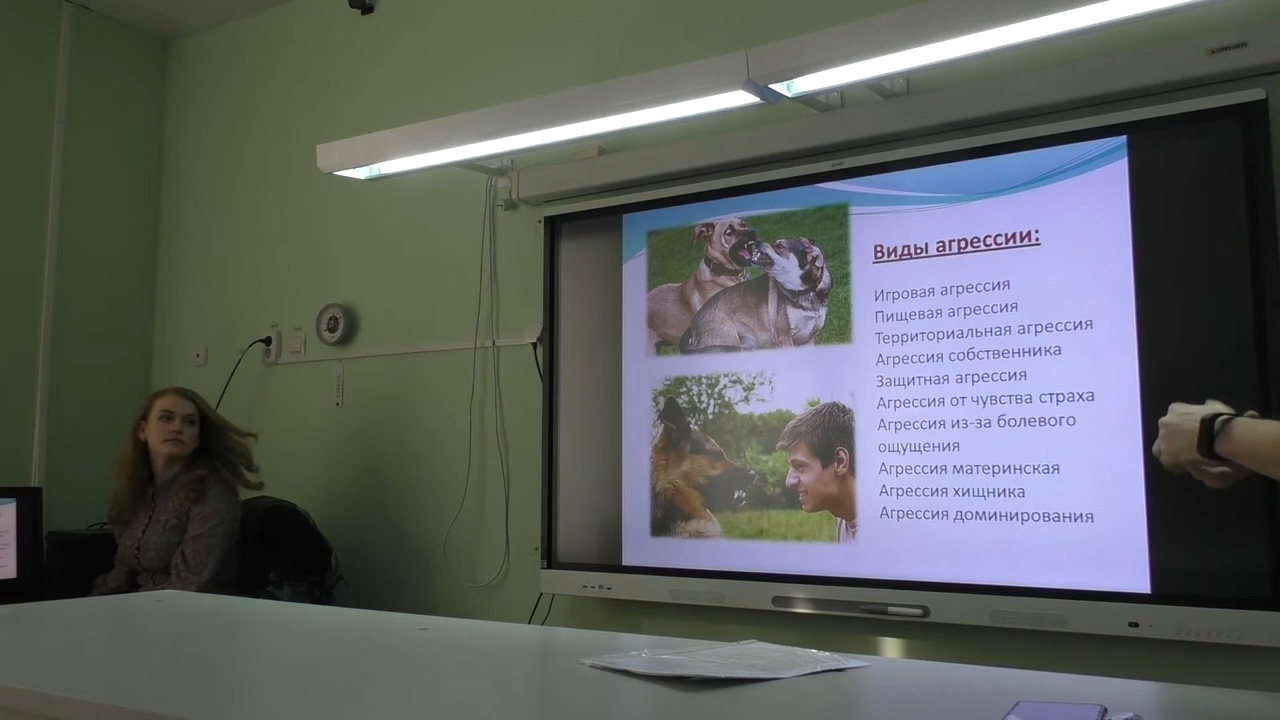 Виды агрессии:
Игровая агрессия
Пищевая агрессия
Территориальная агрессия
Агрессия собственника
Защитная агрессия
Агрессия от чувства страха
Агрессия из-за болевого
ощущения
Агрессия материнская
Агрессия хищника
Агрессия доминирования